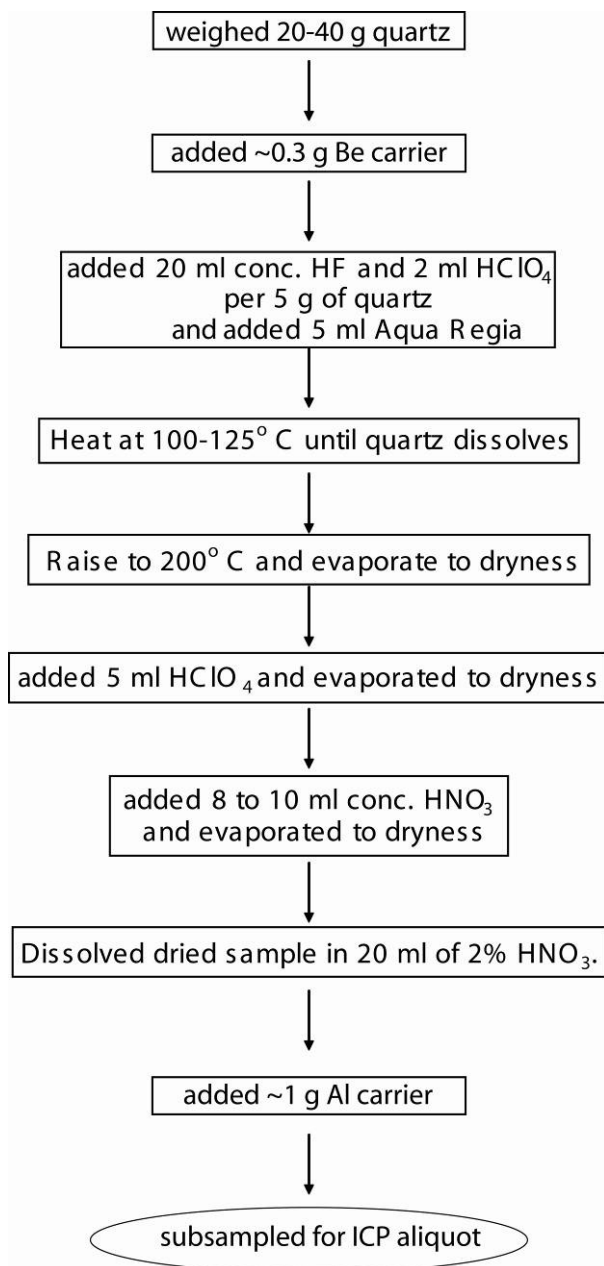 weighed 20-40 g quartz
added ~0.3 g Be carrier
added 20 ml conc. HF and 2 ml HClO₄
per 5 g of quartz
and added 5 ml Aqua Regia
Heat at 100-125° C until quartz dissolves
Raise to 200° C and evaporate to dryness
added 5 ml HClO₄ and evaporated to dryness
added 8 to 10 ml conc. HNO₃
and evaporated to dryness
Dissolved dried sample in 20 ml of 2% HNO₃.
added ~1 g Al carrier
subsampled for ICP aliquot